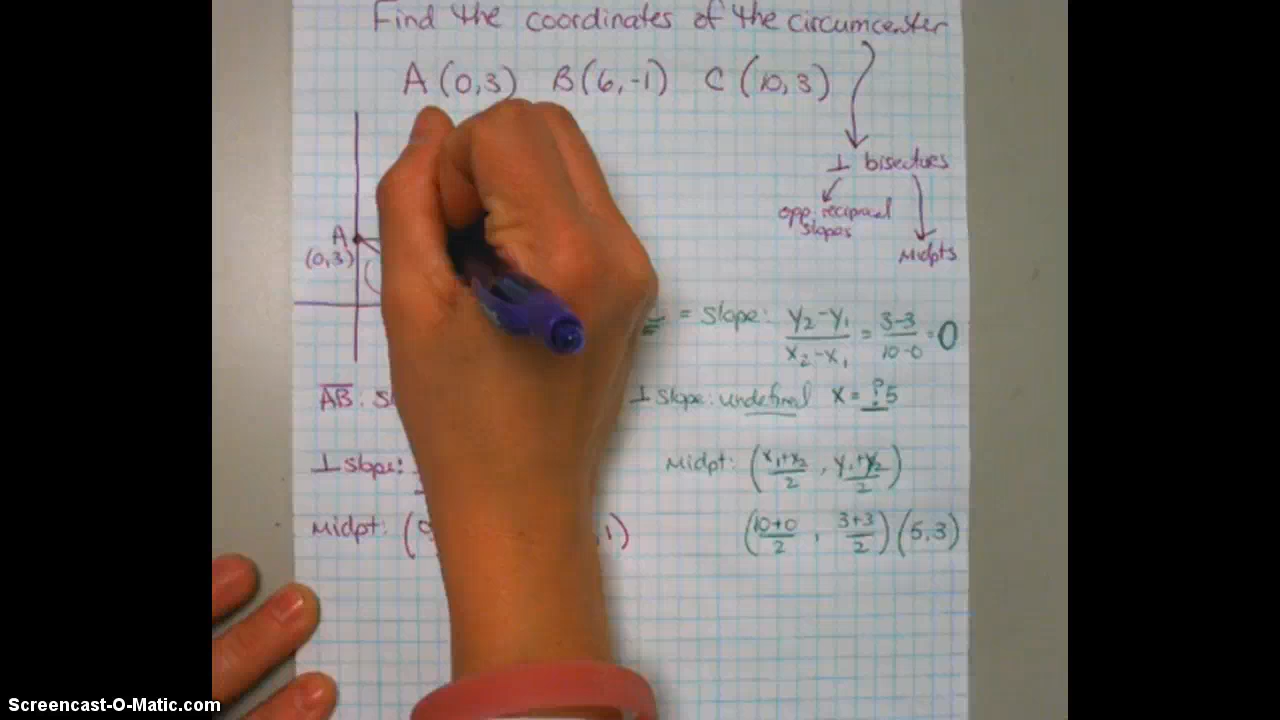 Find the coordinates of the circumcenter
A (0,3) B(6,-1) C (10,3)
⊥ bisectors
opp. reciprocal
slopes
Midpts
A
(0,3)
= Slope: y₂-y₁/x₂-x₁ = 3-3/10-0 = 0
AB:
⊥ Slope: undefined x = ? 5
⊥ slope:
Midpt: (x₁+x₂/2, y₁+y₂/2)
Midpt: ( ,1)
(10+0/2, 3+3/2) (5,3)
Screencast-O-Matic.com